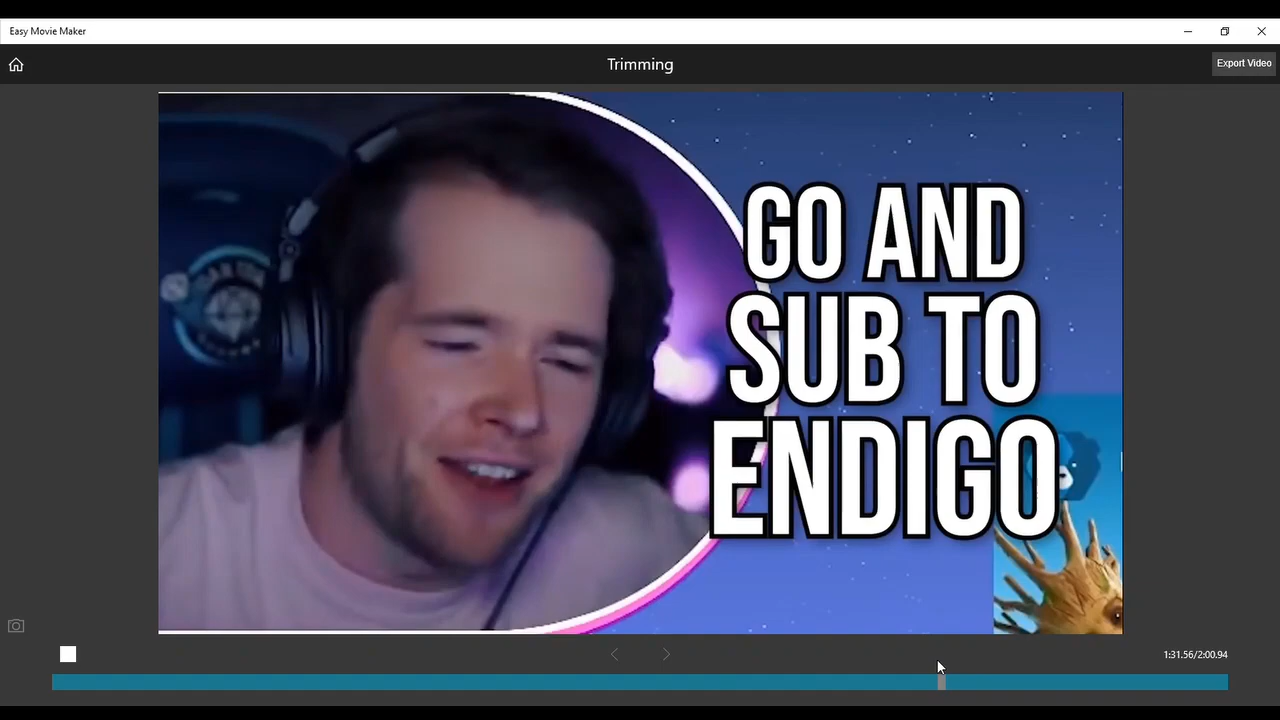 Easy Movie Maker
Trimming
Export Video
GO AND
SUB TO
ENDIGO
1:31.56/2:00.94